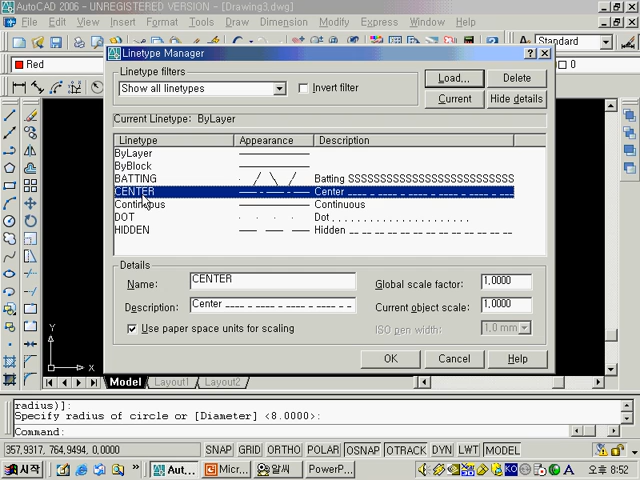 AutoCAD 2006 - UNREGISTERED VERSION - [Drawing3.dwg]
File Edit View Insert Format Tools Draw Dimension Modify Express Window Help
Standard
Red
0
Linetype Manager
Linetype filters
Show all linetypes
Invert filter
Load...
Delete
Current
Hide details
Current Linetype: ByLayer
Linetype Appearance Description
ByLayer
ByBlock
BATTING Batting SSSSSSSSSSSSSSSSSSSSSSSSSS
CENTER Center ____ _ ____ _ ____ _ ____ _ ____
Continuous Continuous
DOT Dot . . . . . . . . . . . . . . . . . . . . . .
HIDDEN Hidden __ __ __ __ __ __ __ __ __ __ __
Details
Name: CENTER
Global scale factor: 1.0000
Description: Center ____ _ ____ _ ____ _ ____ _
Current object scale: 1.0000
Use paper space units for scaling
ISO pen width: 1.0 mm
OK Cancel Help
Y
X
Model Layout1 Layout2
radius)]:
Specify radius of circle or [Diameter] <8.0000>:
Command:
357,9317, 764,9494, 0,0000 SNAP GRID ORTHO POLAR OSNAP OTRACK DYN LWT MODEL
시작 Aut... Micr... 알씨 PowerP... KO A 오후 8:52